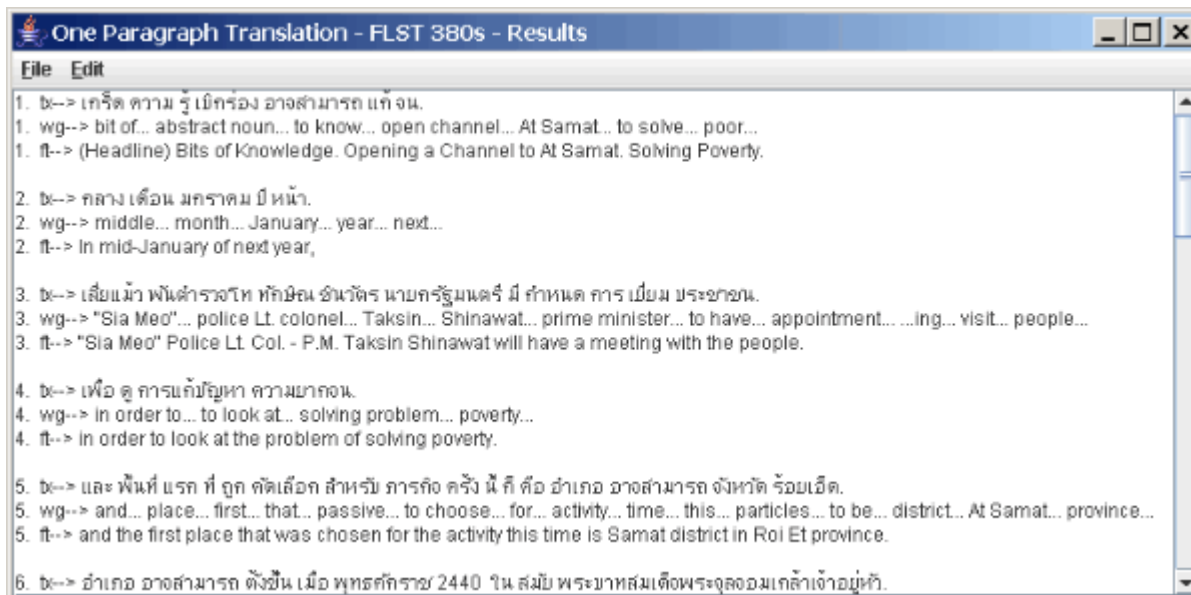 One Paragraph Translation - FLST 380s - Results
File Edit
1. tx--> เกร็ด ความ รู้ เบิกร่อง อาจสามารถ แก้ จน.
1. wg--> bit of... abstract noun... to know... open channel... At Samat... to solve... poor...
1. ft--> (Headline) Bits of Knowledge. Opening a Channel to At Samat. Solving Poverty.
2. tx--> กลาง เดือน มกราคม ปี หน้า.
2. wg--> middle... month... January... year... next...
2. ft--> In mid-January of next year,
3. tx--> เสี่ยแม้ว พันตำรวจโท ทักษิณ ชินวัตร นายกรัฐมนตรี มี กำหนด การ เยี่ยม ประชาชน.
3. wg--> "Sia Meo"... police Lt. colonel... Taksin... Shinawat... prime minister... to have... appointment... ...ing... visit... people...
3. ft--> "Sia Meo" Police Lt. Col. - P.M. Taksin Shinawat will have a meeting with the people.
4. tx--> เพื่อ ดู การแก้ปัญหา ความยากจน.
4. wg--> in order to... to look at... solving problem... poverty...
4. ft--> in order to look at the problem of solving poverty.
5. tx--> และ พื้นที่ แรก ที่ ถูก คัดเลือก สำหรับ ภารกิจ ครั้ง นี้ ก็ คือ อำเภอ อาจสามารถ จังหวัด ร้อยเอ็ด.
5. wg--> and... place... first... that... passive... to choose... for... activity... time... this... particles... to be... district... At Samat... province...
5. ft--> and the first place that was chosen for the activity this time is Samat district in Roi Et province.
6. tx--> อำเภอ อาจสามารถ ตั้งขึ้น เมื่อ พุทธศักราช 2440 ใน สมัย พระบาทสมเด็จพระจุลจอมเกล้าเจ้าอยู่หัว.